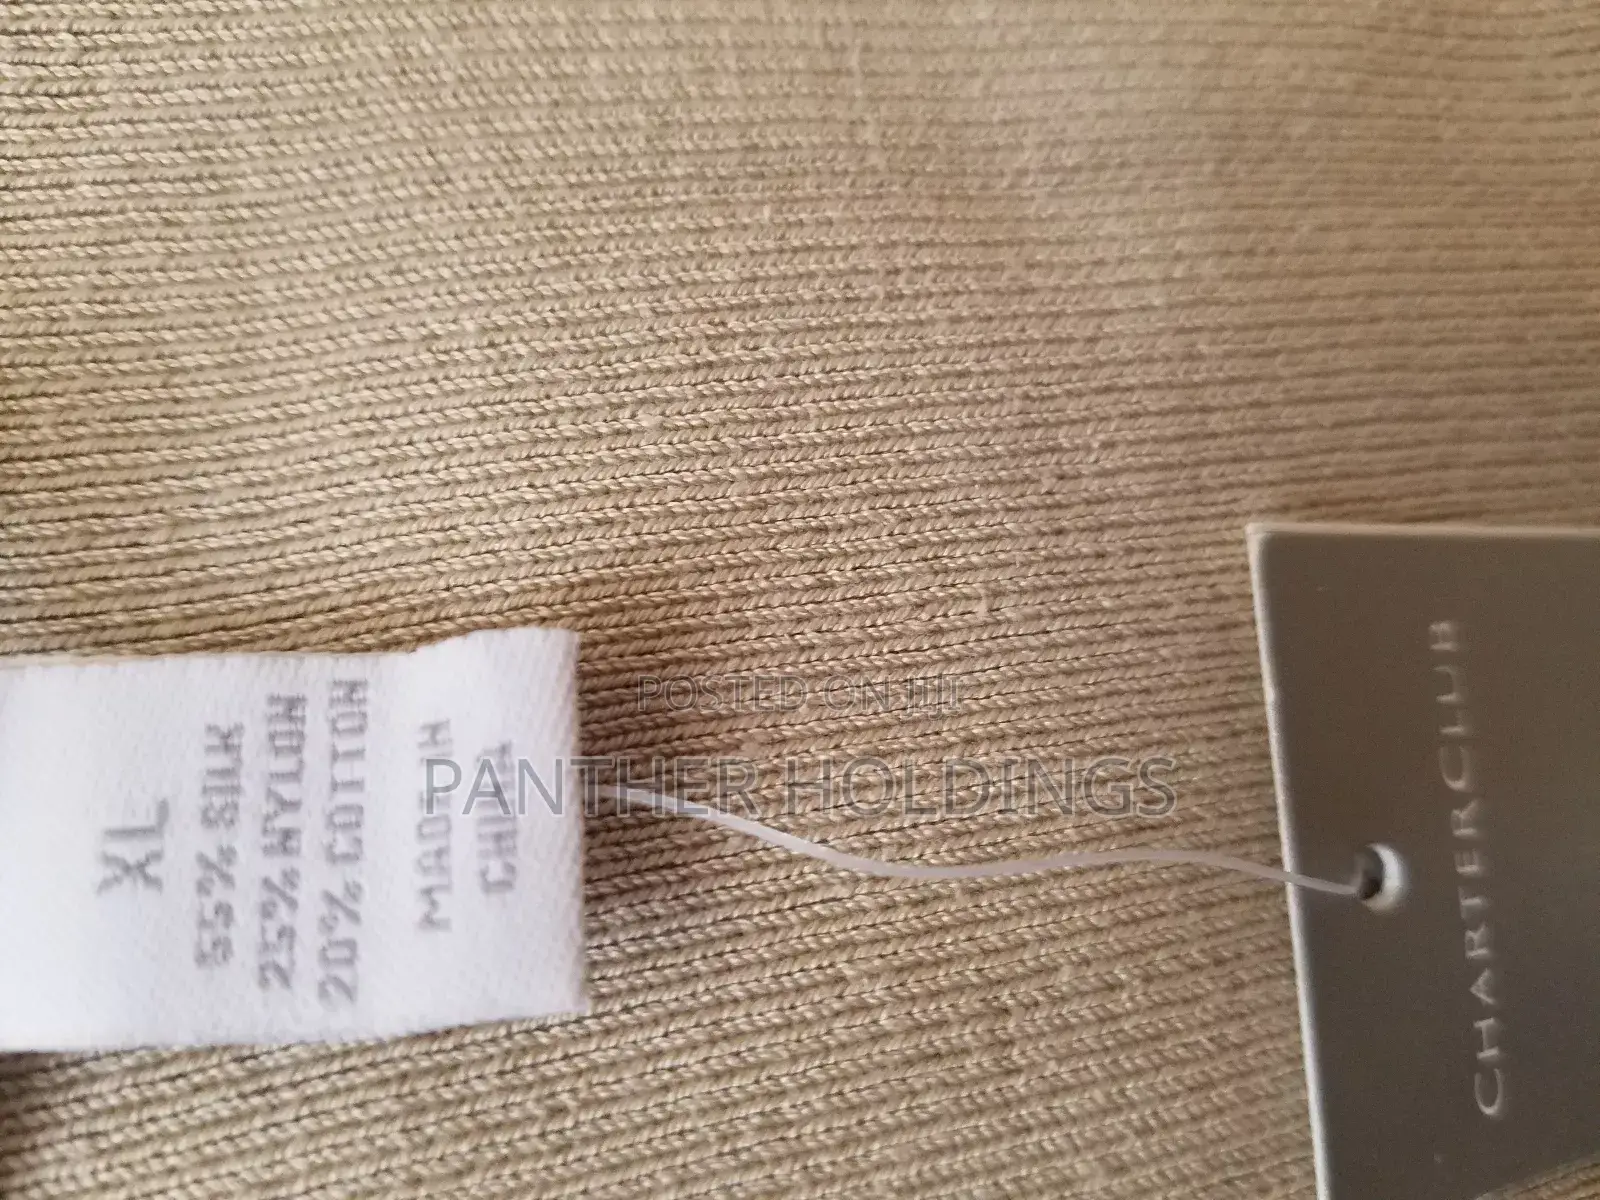 XL
55% SILK
25% NYLON
20% COTTON
MADE IN
CHINA
CHARTER CLUB
POSTED ON Jiji
PANTHER HOLDINGS